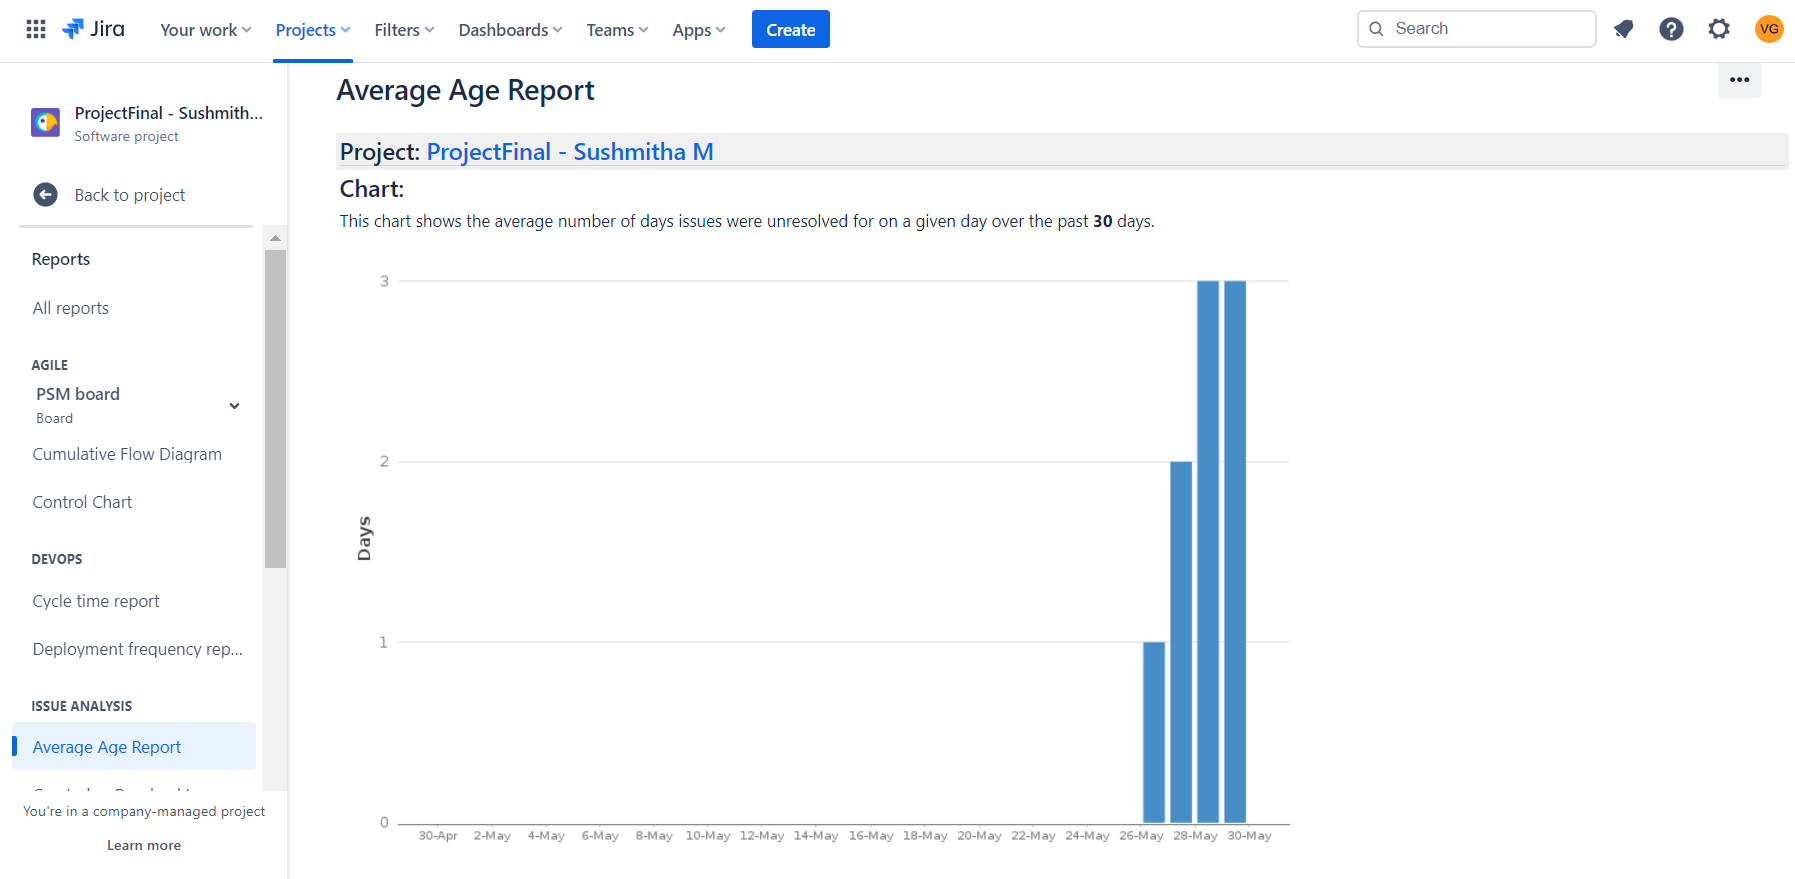 Jira
Your work
Projects
Filters
Dashboards
Teams
Apps
Create
Search
VG
ProjectFinal - Sushmith...
Software project
Back to project
Reports
All reports
AGILE
PSM board
Board
Cumulative Flow Diagram
Control Chart
DEVOPS
Cycle time report
Deployment frequency rep...
ISSUE ANALYSIS
Average Age Report
You're in a company-managed project
Learn more
Average Age Report
Project: ProjectFinal - Sushmitha M
Chart:
This chart shows the average number of days issues were unresolved for on a given day over the past 30 days.
3
2
1
0
Days
30-Apr 2-May 4-May 6-May 8-May 10-May 12-May 14-May 16-May 18-May 20-May 22-May 24-May 26-May 28-May 30-May